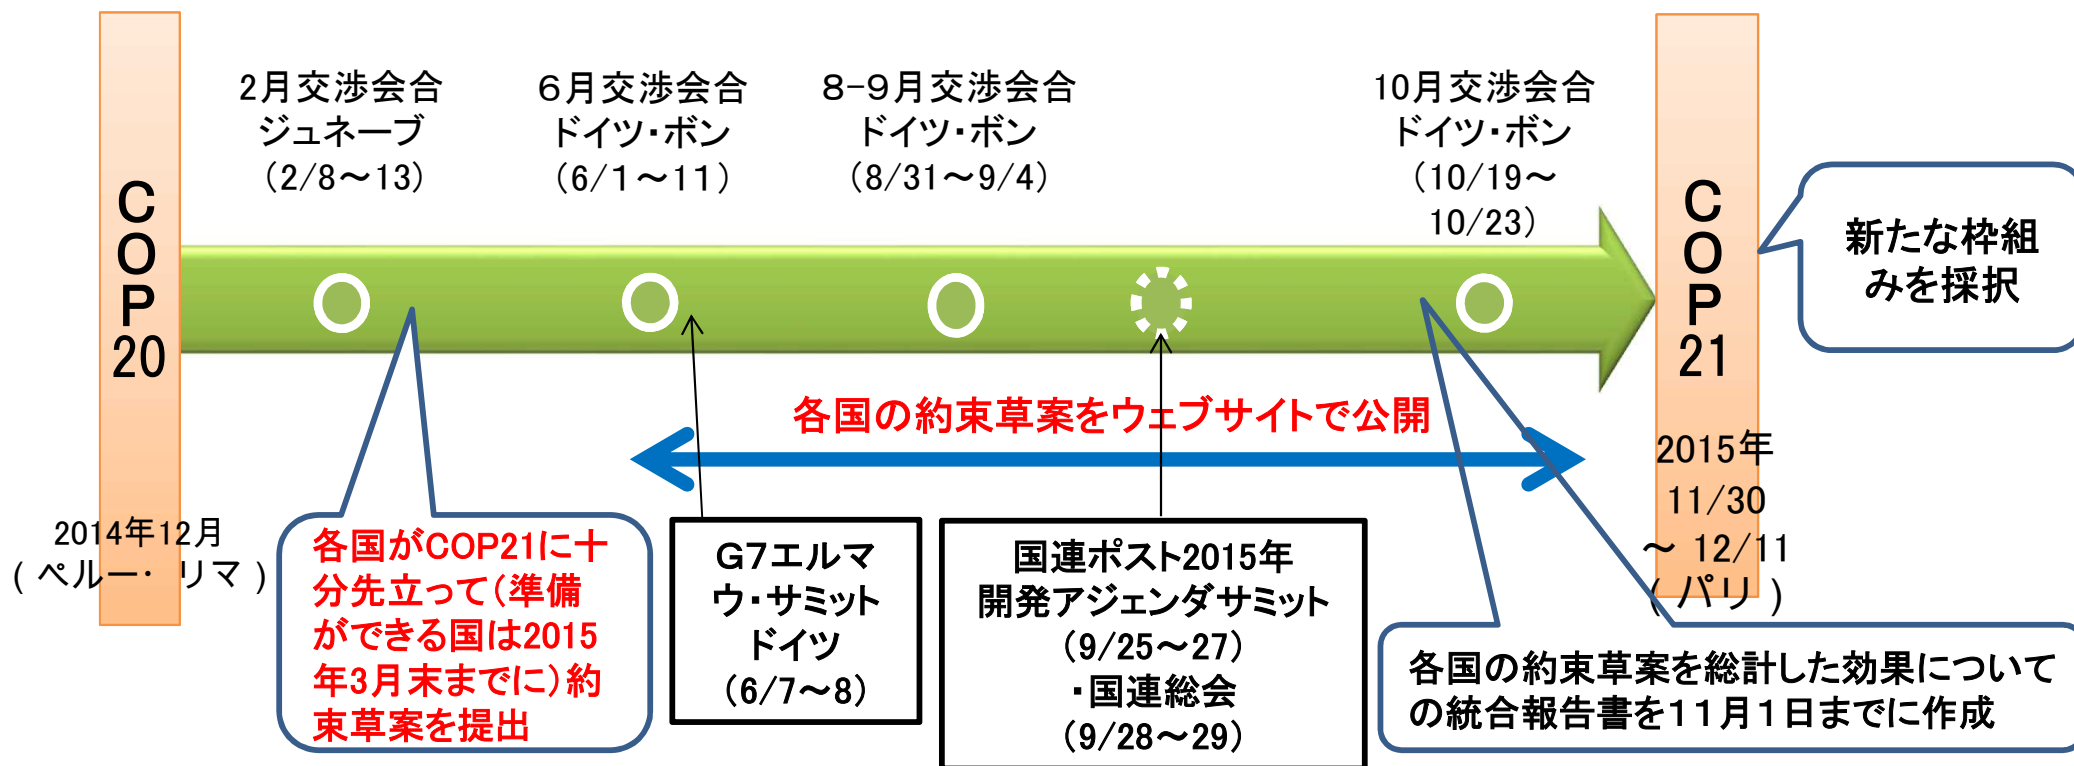 C
O
P
20
2014年12月
(ペルー・ リマ)
2月交渉会合
ジュネーブ
(2/8～13)
6月交渉会合
ドイツ・ボン
(6/1～11)
8-9月交渉会合
ドイツ・ボン
(8/31～9/4)
10月交渉会合
ドイツ・ボン
(10/19～
10/23)
C
O
P
21
2015年
11/30
～ 12/11
(パリ)
新たな枠組
みを採択
各国の約束草案をウェブサイトで公開
各国がCOP21に十
分先立って(準備
ができる国は2015
年3月末までに)約
束草案を提出
G7エルマ
ウ・サミット
ドイツ
(6/7～8)
国連ポスト2015年
開発アジェンダサミット
(9/25～27)
・国連総会
(9/28～29)
各国の約束草案を総計した効果について
の統合報告書を11月1日までに作成